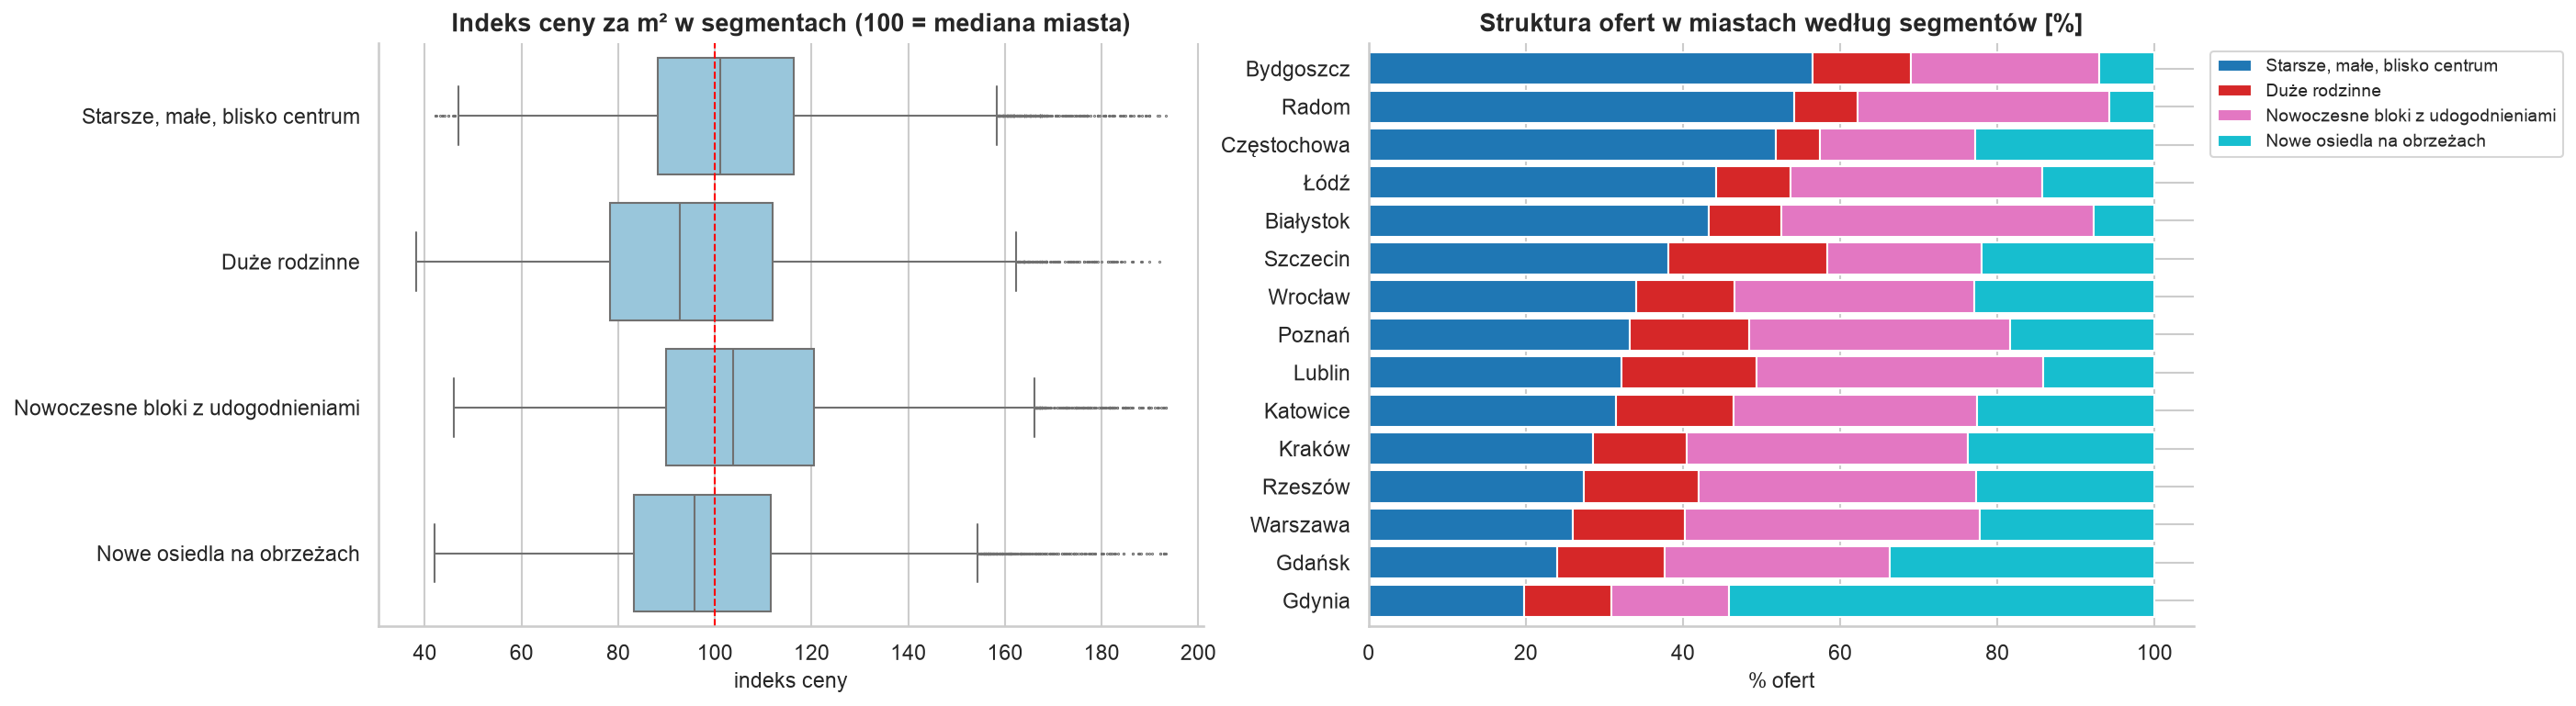 Indeks ceny za m² w segmentach (100 = mediana miasta)
Starsze, małe, blisko centrum
Duże rodzinne
Nowoczesne bloki z udogodnieniami
Nowe osiedla na obrzeżach
40 60 80 100 120 140 160 180 200
indeks ceny
Struktura ofert w miastach według segmentów [%]
Bydgoszcz
Radom
Częstochowa
Łódź
Białystok
Szczecin
Wrocław
Poznań
Lublin
Katowice
Kraków
Rzeszów
Warszawa
Gdańsk
Gdynia
0 20 40 60 80 100
% ofert
Starsze, małe, blisko centrum
Duże rodzinne
Nowoczesne bloki z udogodnieniami
Nowe osiedla na obrzeżach